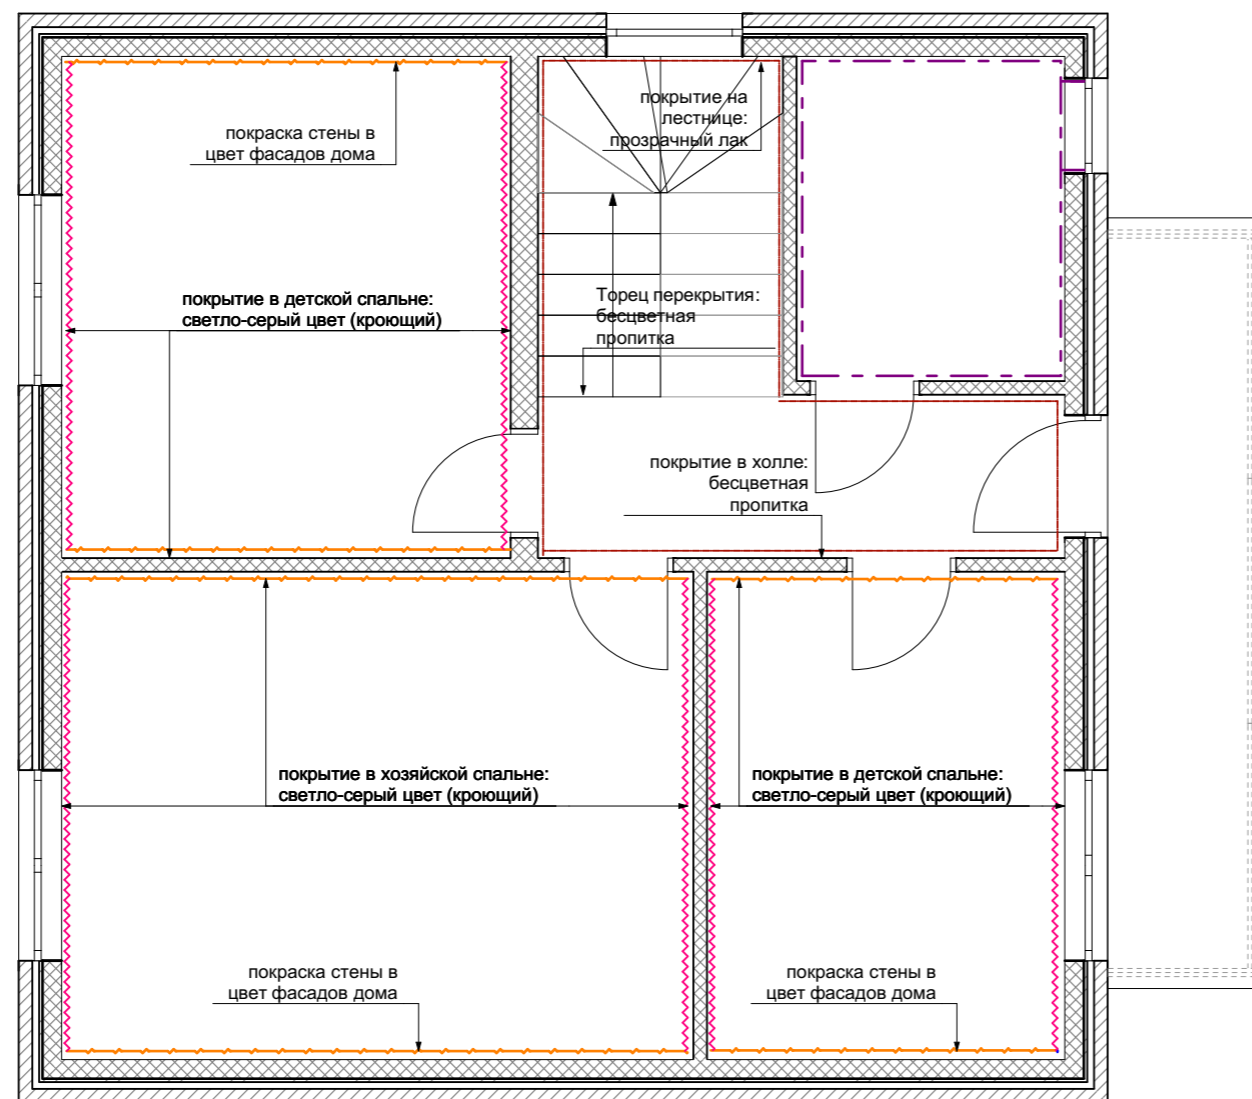 покрытие на
лестнице:
прозрачный лак
покраска стены в
цвет фасадов дома
покрытие в детской спальне:
светло-серый цвет (кроющий)
Торец перекрытия:
бесцветная
пропитка
покрытие в холле:
бесцветная
пропитка
покрытие в хозяйской спальне:
светло-серый цвет (кроющий)
покрытие в детской спальне:
светло-серый цвет (кроющий)
покраска стены в
цвет фасадов дома
покраска стены в
цвет фасадов дома